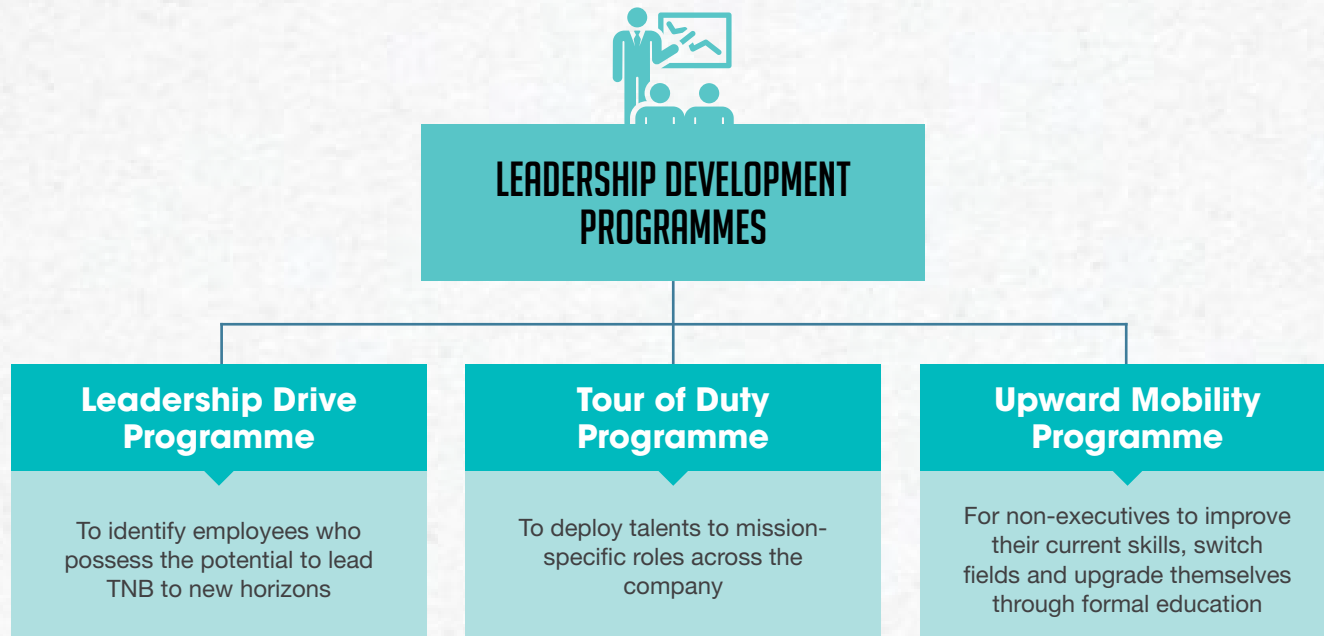 LEADERSHIP DEVELOPMENT
PROGRAMMES
Leadership Drive
Programme
To identify employees who
possess the potential to lead
TNB to new horizons
Tour of Duty
Programme
To deploy talents to mission-
specific roles across the
company
Upward Mobility
Programme
For non-executives to improve
their current skills, switch
fields and upgrade themselves
through formal education